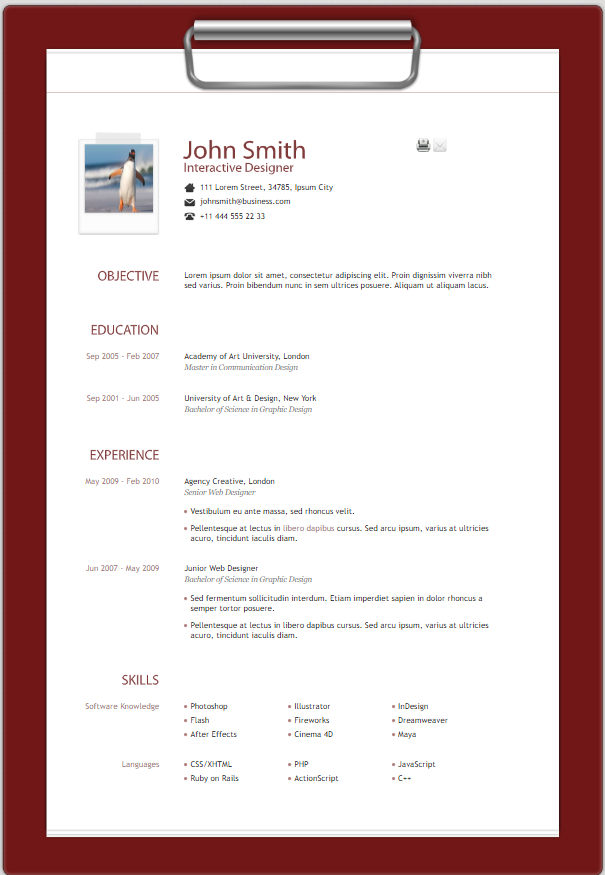 John Smith
Interactive Designer
111 Lorem Street, 34785, Ipsum City
johnsmith@business.com
+11 444 555 22 33
OBJECTIVE
Lorem ipsum dolor sit amet, consectetur adipiscing elit. Proin dignissim viverra nibh
sed varius. Proin bibendum nunc in sem ultrices posuere. Aliquam ut aliquam lacus.
EDUCATION
Sep 2005 - Feb 2007
Academy of Art University, London
Master in Communication Design
Sep 2001 - Jun 2005
University of Art & Design, New York
Bachelor of Science in Graphic Design
EXPERIENCE
May 2009 - Feb 2010
Agency Creative, London
Senior Web Designer
Vestibulum eu ante massa, sed rhoncus velit.
Pellentesque at lectus in libero dapibus cursus. Sed arcu ipsum, varius at ultricies
acuro, tincidunt iaculis diam.
Jun 2007 - May 2009
Junior Web Designer
Bachelor of Science in Graphic Design
Sed fermentum sollicitudin interdum. Etiam imperdiet sapien in dolor rhoncus a
semper tortor posuere.
Pellentesque at lectus in libero dapibus cursus. Sed arcu ipsum, varius at ultricies
acuro, tincidunt iaculis diam.
SKILLS
Software Knowledge
Photoshop Illustrator InDesign
Flash Fireworks Dreamweaver
After Effects Cinema 4D Maya
Languages
CSS/XHTML PHP JavaScript
Ruby on Rails ActionScript C++